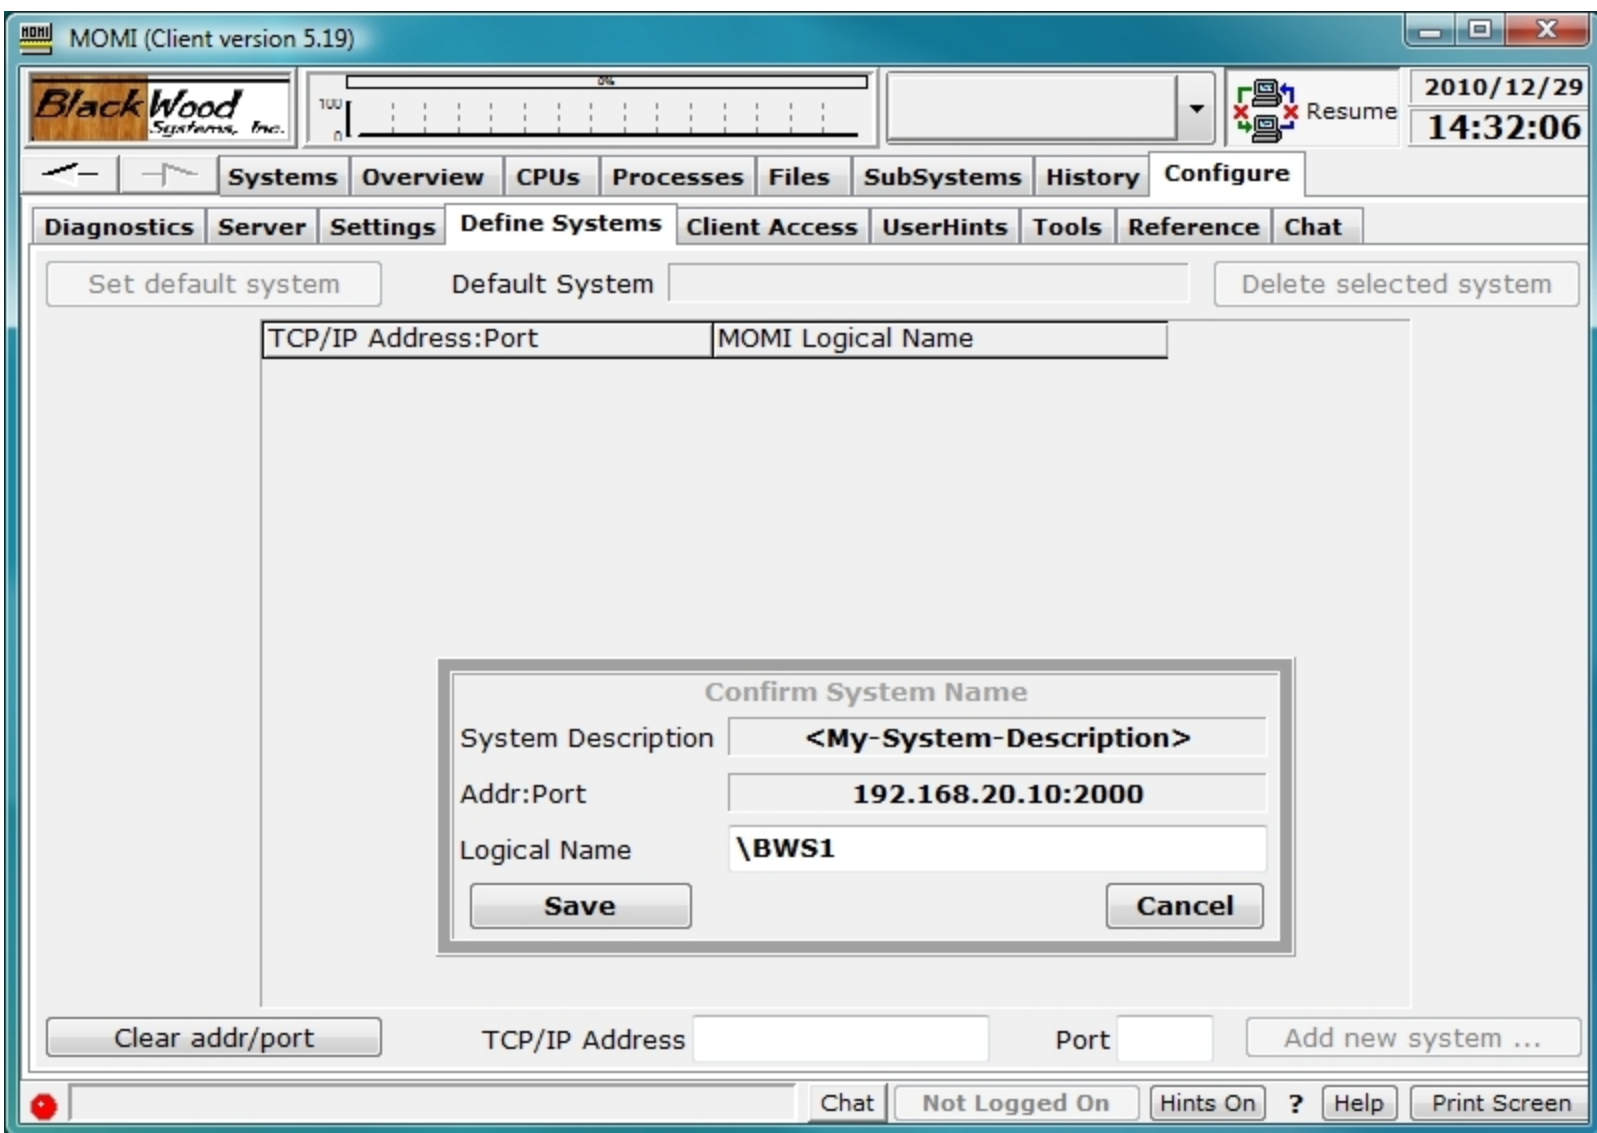 MOMI
MOMI (Client version 5.19)
BlackWood
Systems, Inc.
0%
100
0
Resume
2010/12/29
14:32:06
Systems Overview CPUs Processes Files SubSystems History Configure
Diagnostics Server Settings Define Systems Client Access UserHints Tools Reference Chat
Set default system Default System Delete selected system
TCP/IP Address:Port MOMI Logical Name
Confirm System Name
System Description <My-System-Description>
Addr:Port 192.168.20.10:2000
Logical Name \BWS1
Save Cancel
Clear addr/port TCP/IP Address Port Add new system ...
Chat Not Logged On Hints On ? Help Print Screen